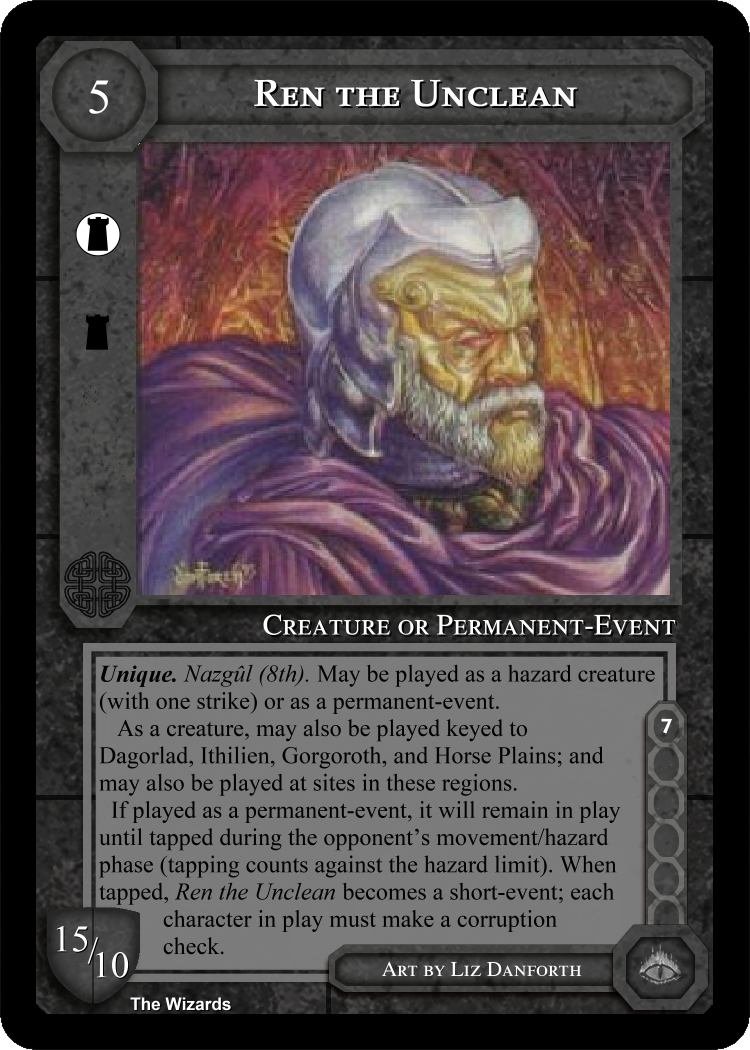 5
Ren the Unclean
Creature or Permanent-Event
Unique. Nazgûl (8th). May be played as a hazard creature
(with one strike) or as a permanent-event.
As a creature, may also be played keyed to
Dagorlad, Ithilien, Gorgoroth, and Horse Plains; and
may also be played at sites in these regions.
If played as a permanent-event, it will remain in play
until tapped during the opponent’s movement/hazard
phase (tapping counts against the hazard limit). When
tapped, Ren the Unclean becomes a short-event; each
character in play must make a corruption
check.
7
15/10
Art by Liz Danforth
The Wizards